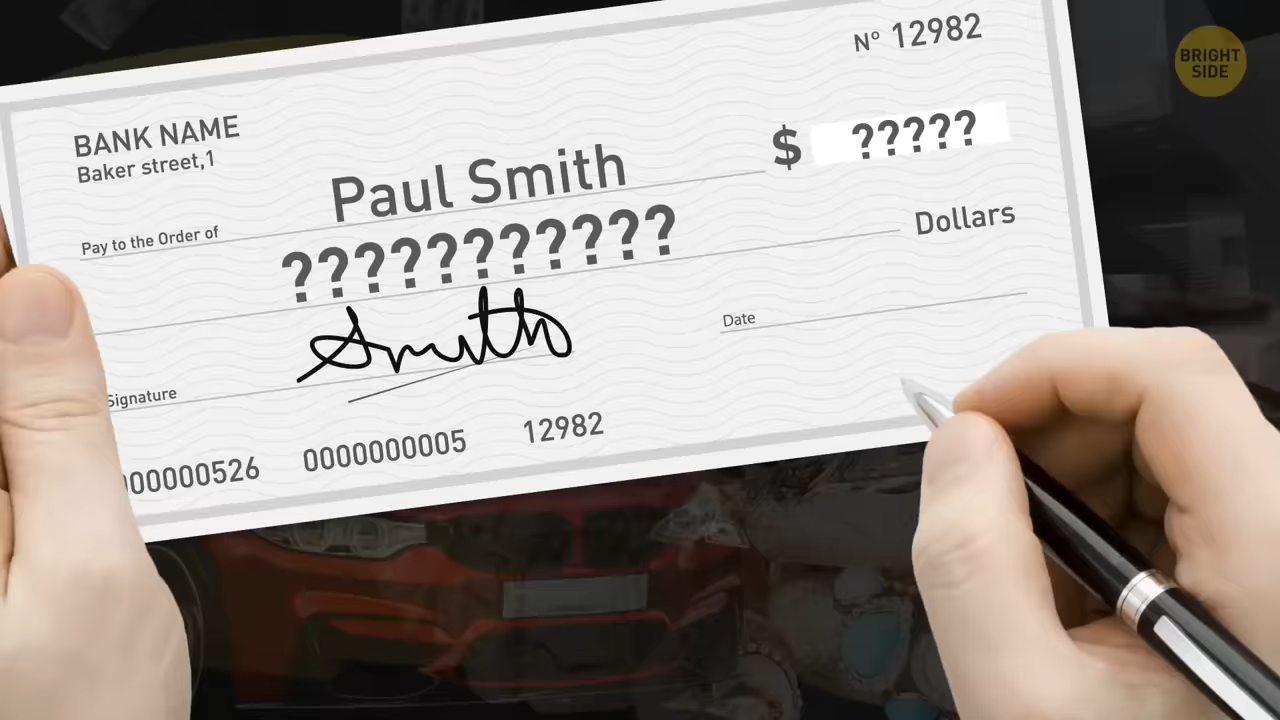 Nº 12982
BRIGHT
SIDE
BANK NAME
Baker street,1
$ ?????
Pay to the Order of Paul Smith
??????????? Dollars
Signature Smith
Date
000000526 0000000005 12982